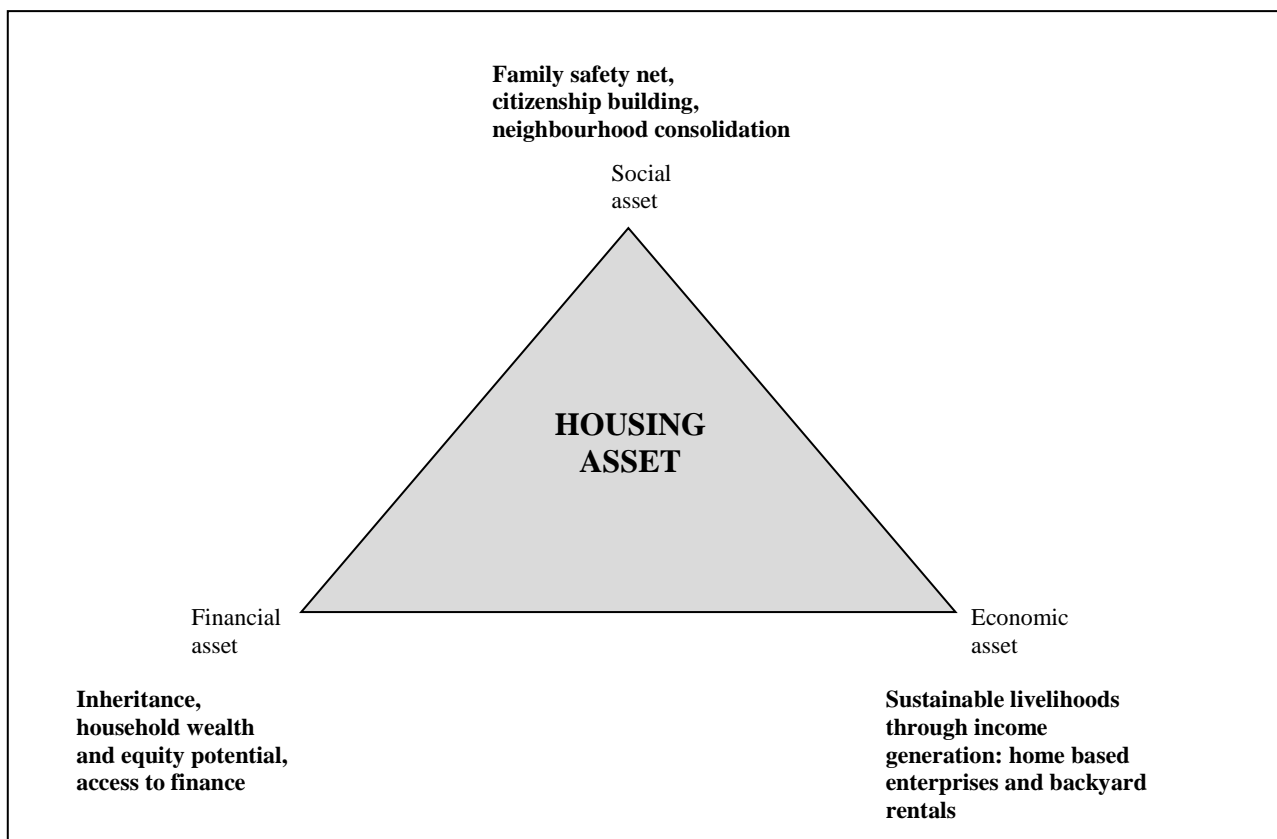 Family safety net,
citizenship building,
neighbourhood consolidation
Social
asset
HOUSING
ASSET
Financial
asset
Economic
asset
Inheritance,
household wealth
and equity potential,
access to finance
Sustainable livelihoods
through income
generation: home based
enterprises and backyard
rentals